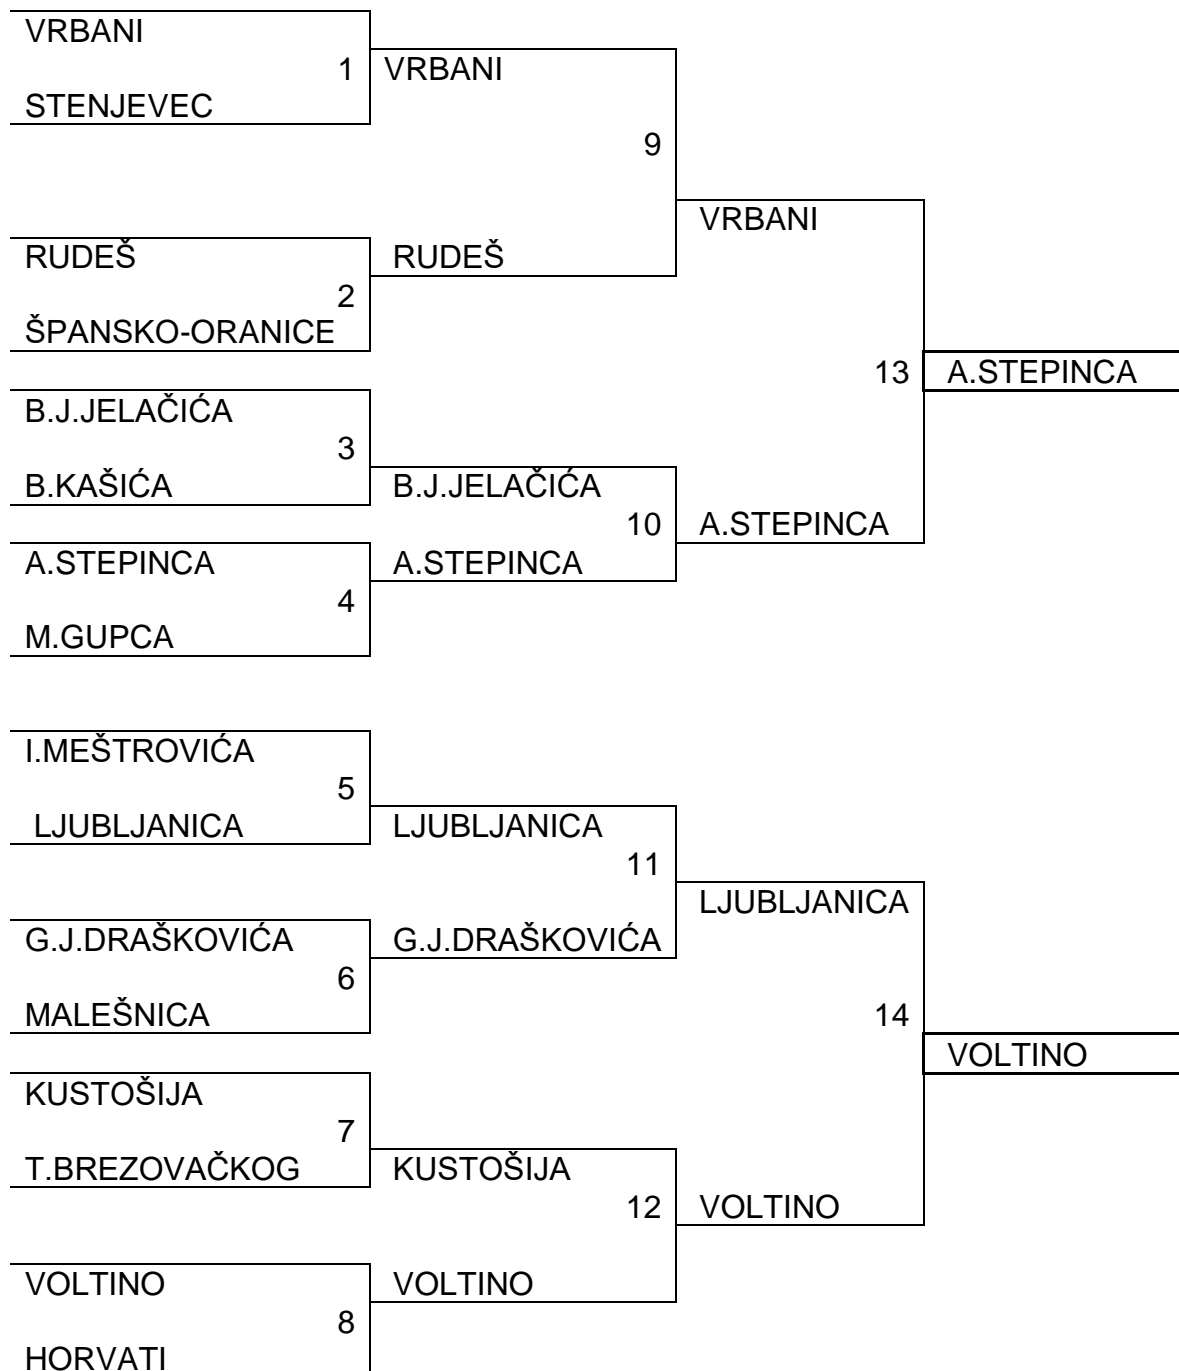 VRBANI
1
VRBANI
STENJEVEC
9
VRBANI
RUDEŠ
RUDEŠ
2
ŠPANSKO-ORANICE
13
A.STEPINCA
B.J.JELAČIĆA
3
B.KAŠIĆA
B.J.JELAČIĆA
10
A.STEPINCA
A.STEPINCA
A.STEPINCA
4
M.GUPCA
I.MEŠTROVIĆA
5
LJUBLJANICA
LJUBLJANICA
11
LJUBLJANICA
G.J.DRAŠKOVIĆA
G.J.DRAŠKOVIĆA
6
MALEŠNICA
14
VOLTINO
KUSTOŠIJA
7
T.BREZOVAČKOG
KUSTOŠIJA
12
VOLTINO
VOLTINO
VOLTINO
8
HORVATI